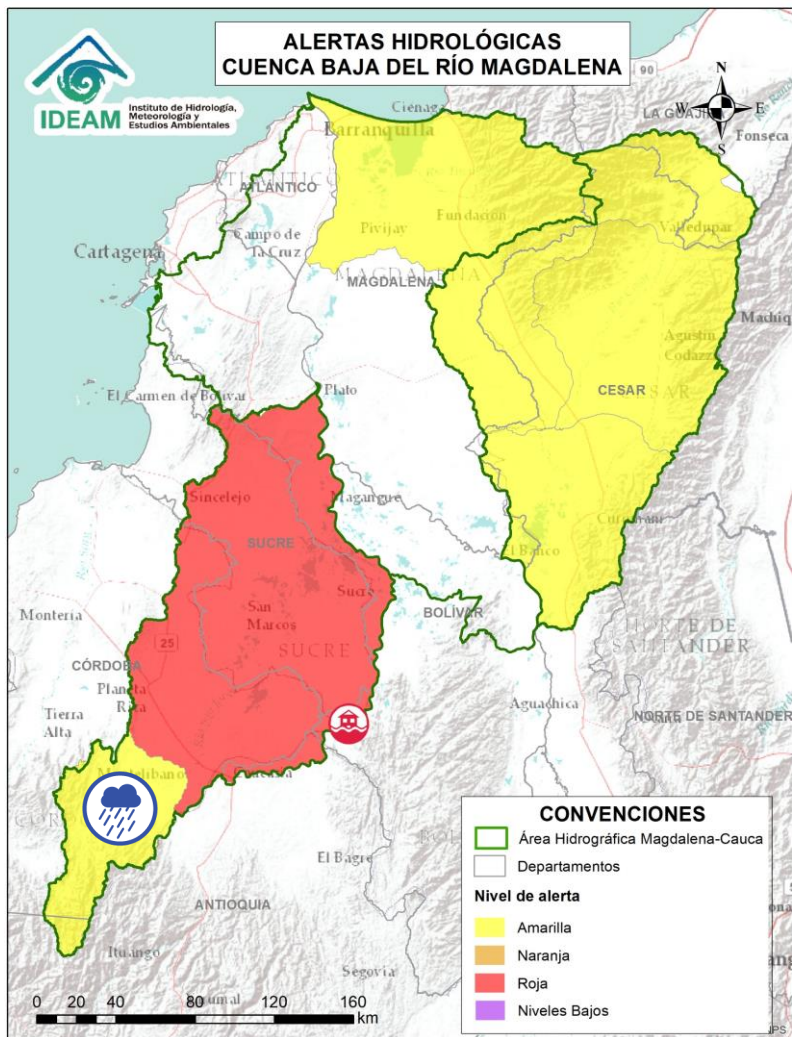 ALERTAS HIDROLÓGICAS
CUENCA BAJA DEL RÍO MAGDALENA
IDEAM
Instituto de Hidrología,
Meteorología y
Estudios Ambientales
N
W
E
S
90
Ciénaga
LA GUAJIRA
Barranquilla
Fonseca
ATLÁNTICO
Pivijay
Fundación
Valledupar
Campo de
la Cruz
Cartagena
MAGDALENA
MAGDALENA
Agustín
Codazzi
CESAR
El Carmen de Bolívar
Plato
Sincelejo
Magangué
SUCRE
El Banco
Sucre
BOLÍVAR
San
Marcos
Montería
SUCRE
NORTE DE
SANTANDER
25
CÓRDOBA
Planeta
Rica
Aguachica
NORTE DE SANTANDER
Tierra
Alta
Montelíbano
El Bagre
ANTIOQUIA
Ituango
Segovia
CONVENCIONES
Área Hidrográfica Magdalena-Cauca
Departamentos
Nivel de alerta
Amarilla
Naranja
Roja
Niveles Bajos
0 20 40 80 120 160
km